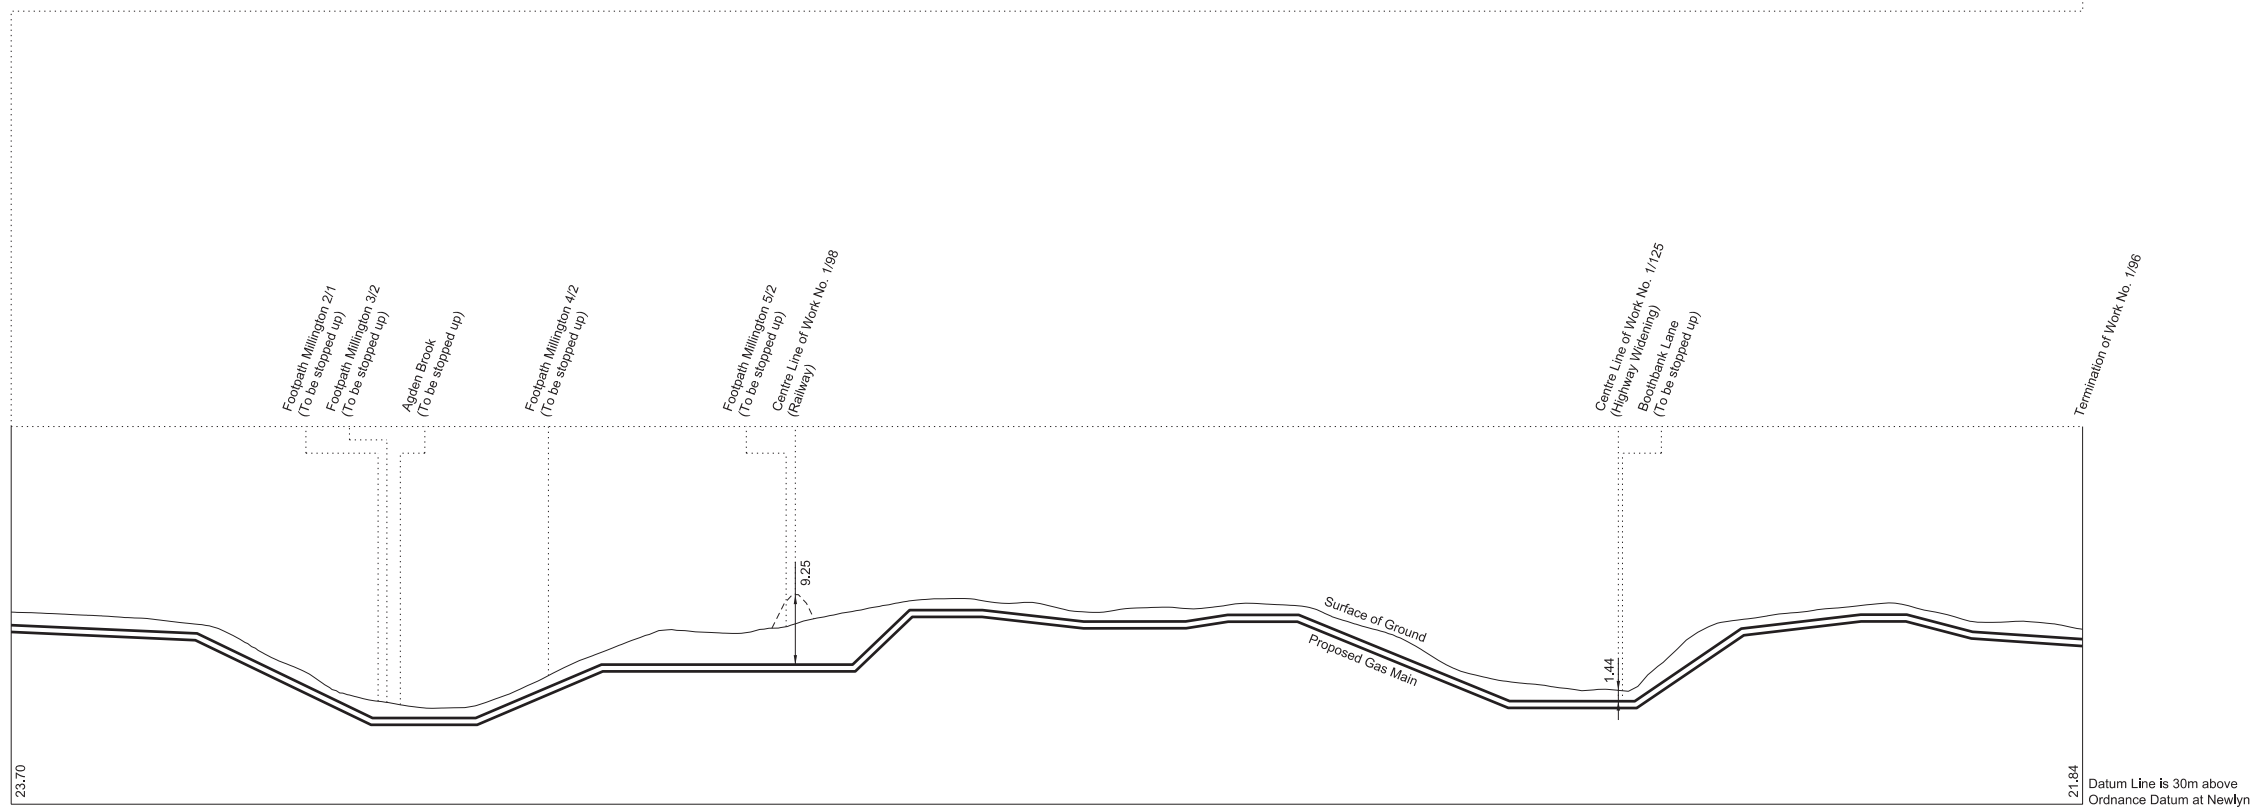 Footpath Millington 2/1
(To be stopped up)
Footpath Millington 3/2
(To be stopped up)
Agden Brook
(To be stopped up)
Footpath Millington 4/2
(To be stopped up)
Footpath Millington 5/2
(To be stopped up)
Centre Line of Work No. 1/98
(Railway)
Centre Line of Work No. 1/125
(Highway Widening)
Boothbank Lane
(To be stopped up)
Termination of Work No. 1/96
9.25
Surface of Ground
Proposed Gas Main
1.44
23.70
21.84
Datum Line is 30m above
Ordnance Datum at Newlyn